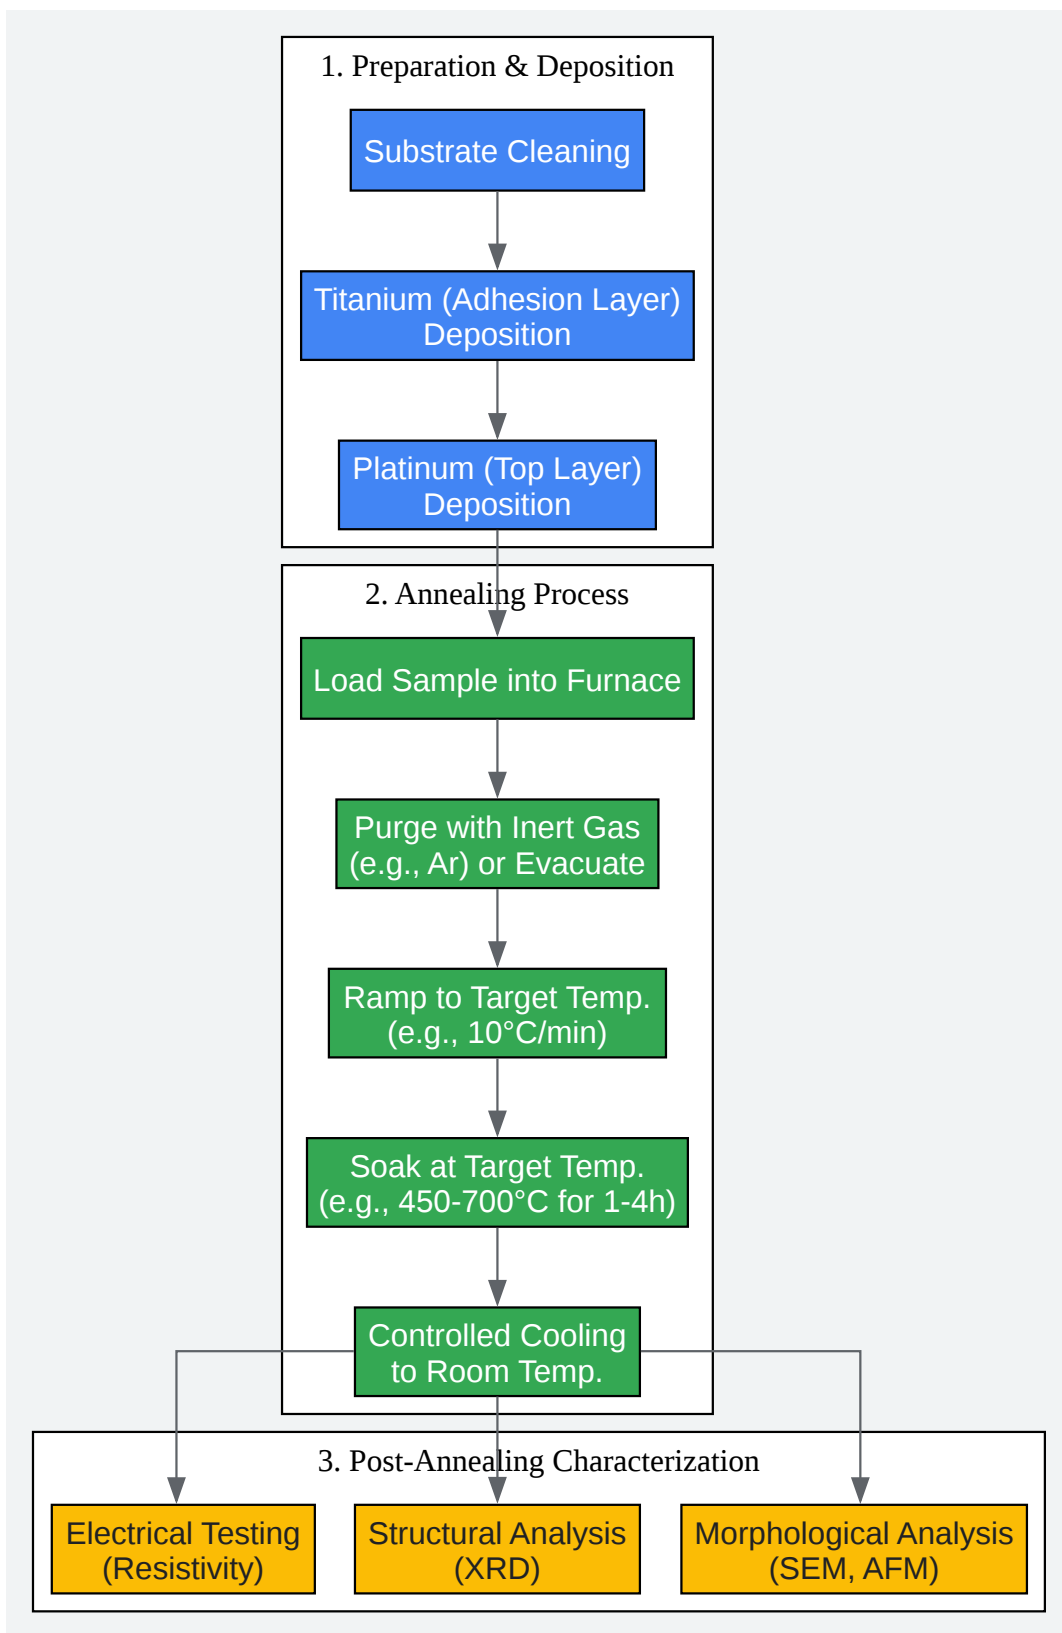 1. Preparation & Deposition
Substrate Cleaning
Titanium (Adhesion Layer)
Deposition
Platinum (Top Layer)
Deposition
2. Annealing Process
Load Sample into Furnace
Purge with Inert Gas
(e.g., Ar) or Evacuate
Ramp to Target Temp.
(e.g., 10°C/min)
Soak at Target Temp.
(e.g., 450-700°C for 1-4h)
Controlled Cooling
to Room Temp.
3. Post-Annealing Characterization
Electrical Testing
(Resistivity)
Structural Analysis
(XRD)
Morphological Analysis
(SEM, AFM)